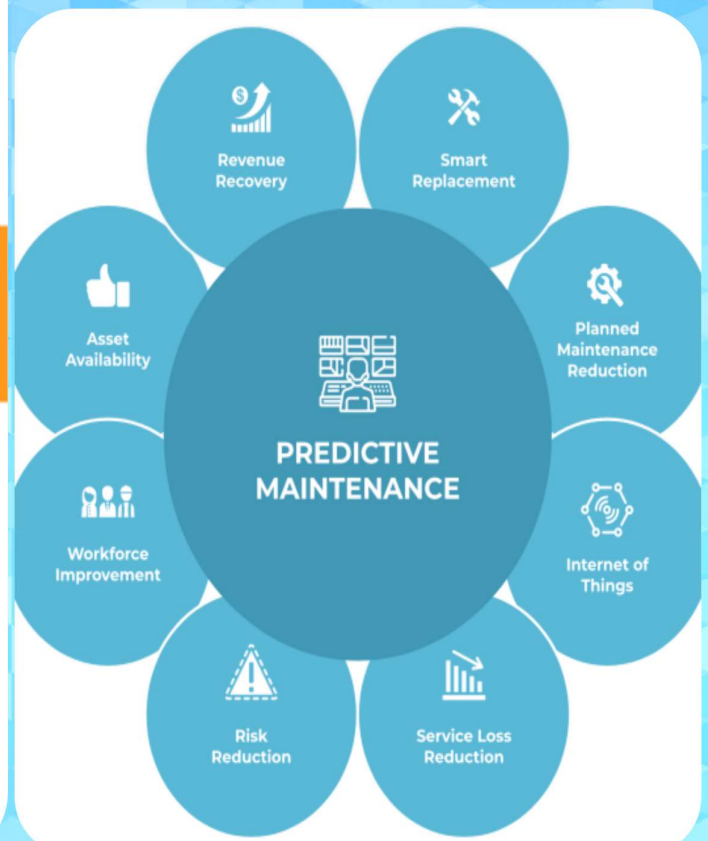 Revenue
Recovery
Smart
Replacement
Asset
Availability
Planned
Maintenance
Reduction
PREDICTIVE
MAINTENANCE
Workforce
Improvement
Internet of
Things
Risk
Reduction
Service Loss
Reduction